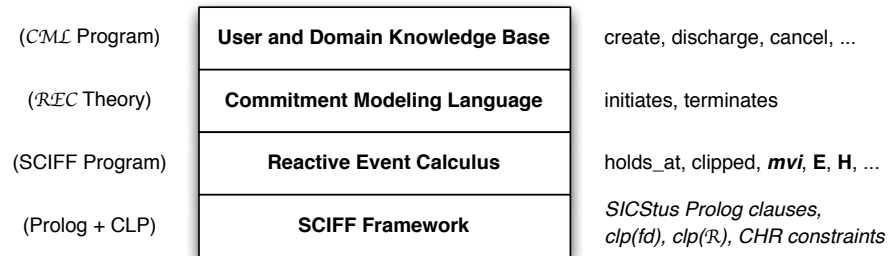 (CML Program) User and Domain Knowledge Base create, discharge, cancel, ...
(REC Theory) Commitment Modeling Language initiates, terminates
(SCIFF Program) Reactive Event Calculus holds_at, clipped, mvi, E, H, ...
(Prolog + CLP) SCIFF Framework SICStus Prolog clauses,
clp(fd), clp(R), CHR constraints